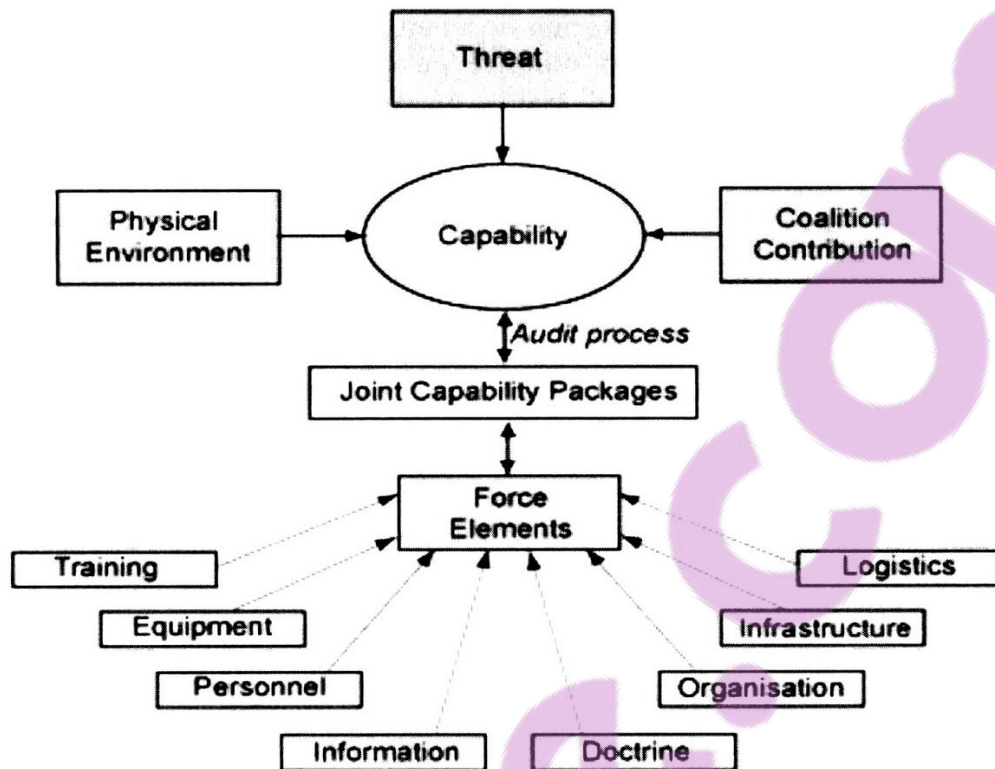 Threat
Physical
Environment
Capability
Coalition
Contribution
Audit process
Joint Capability Packages
Force
Elements
Training
Logistics
Equipment
Infrastructure
Personnel
Organisation
Information
Doctrine